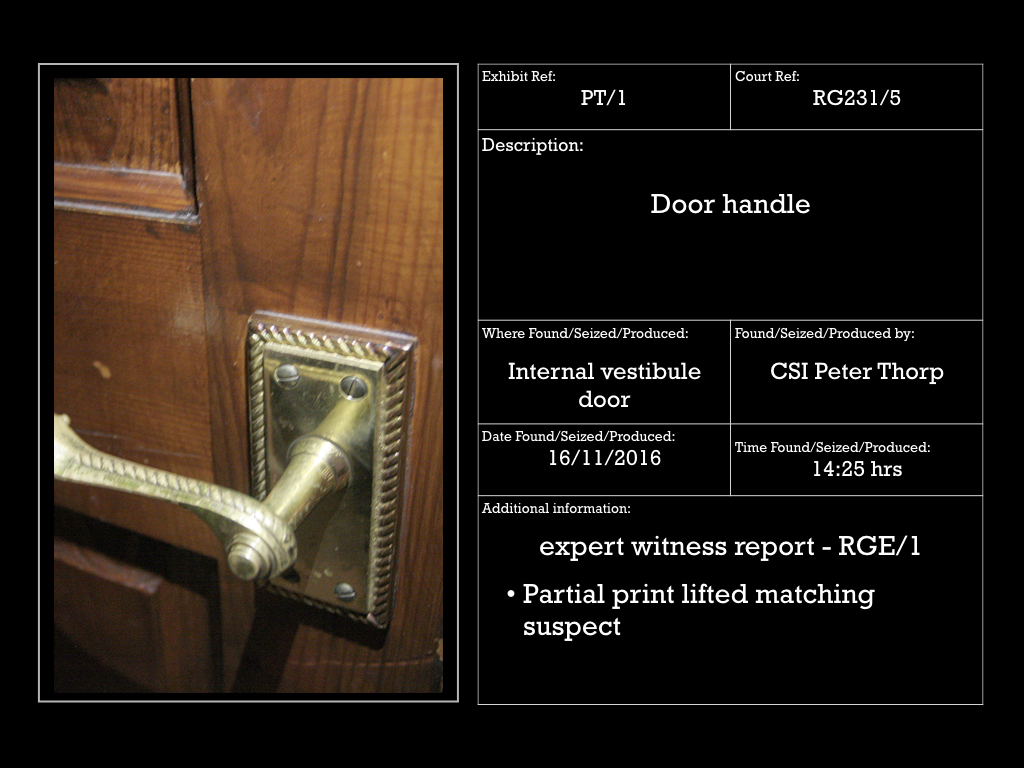 Exhibit Ref:
PT/1
Court Ref:
RG231/5
Description:
Door handle
Where Found/Seized/Produced:
Internal vestibule
door
Found/Seized/Produced by:
CSI Peter Thorp
Date Found/Seized/Produced:
16/11/2016
Time Found/Seized/Produced:
14:25 hrs
Additional information:
expert witness report - RGE/1
• Partial print lifted matching
suspect